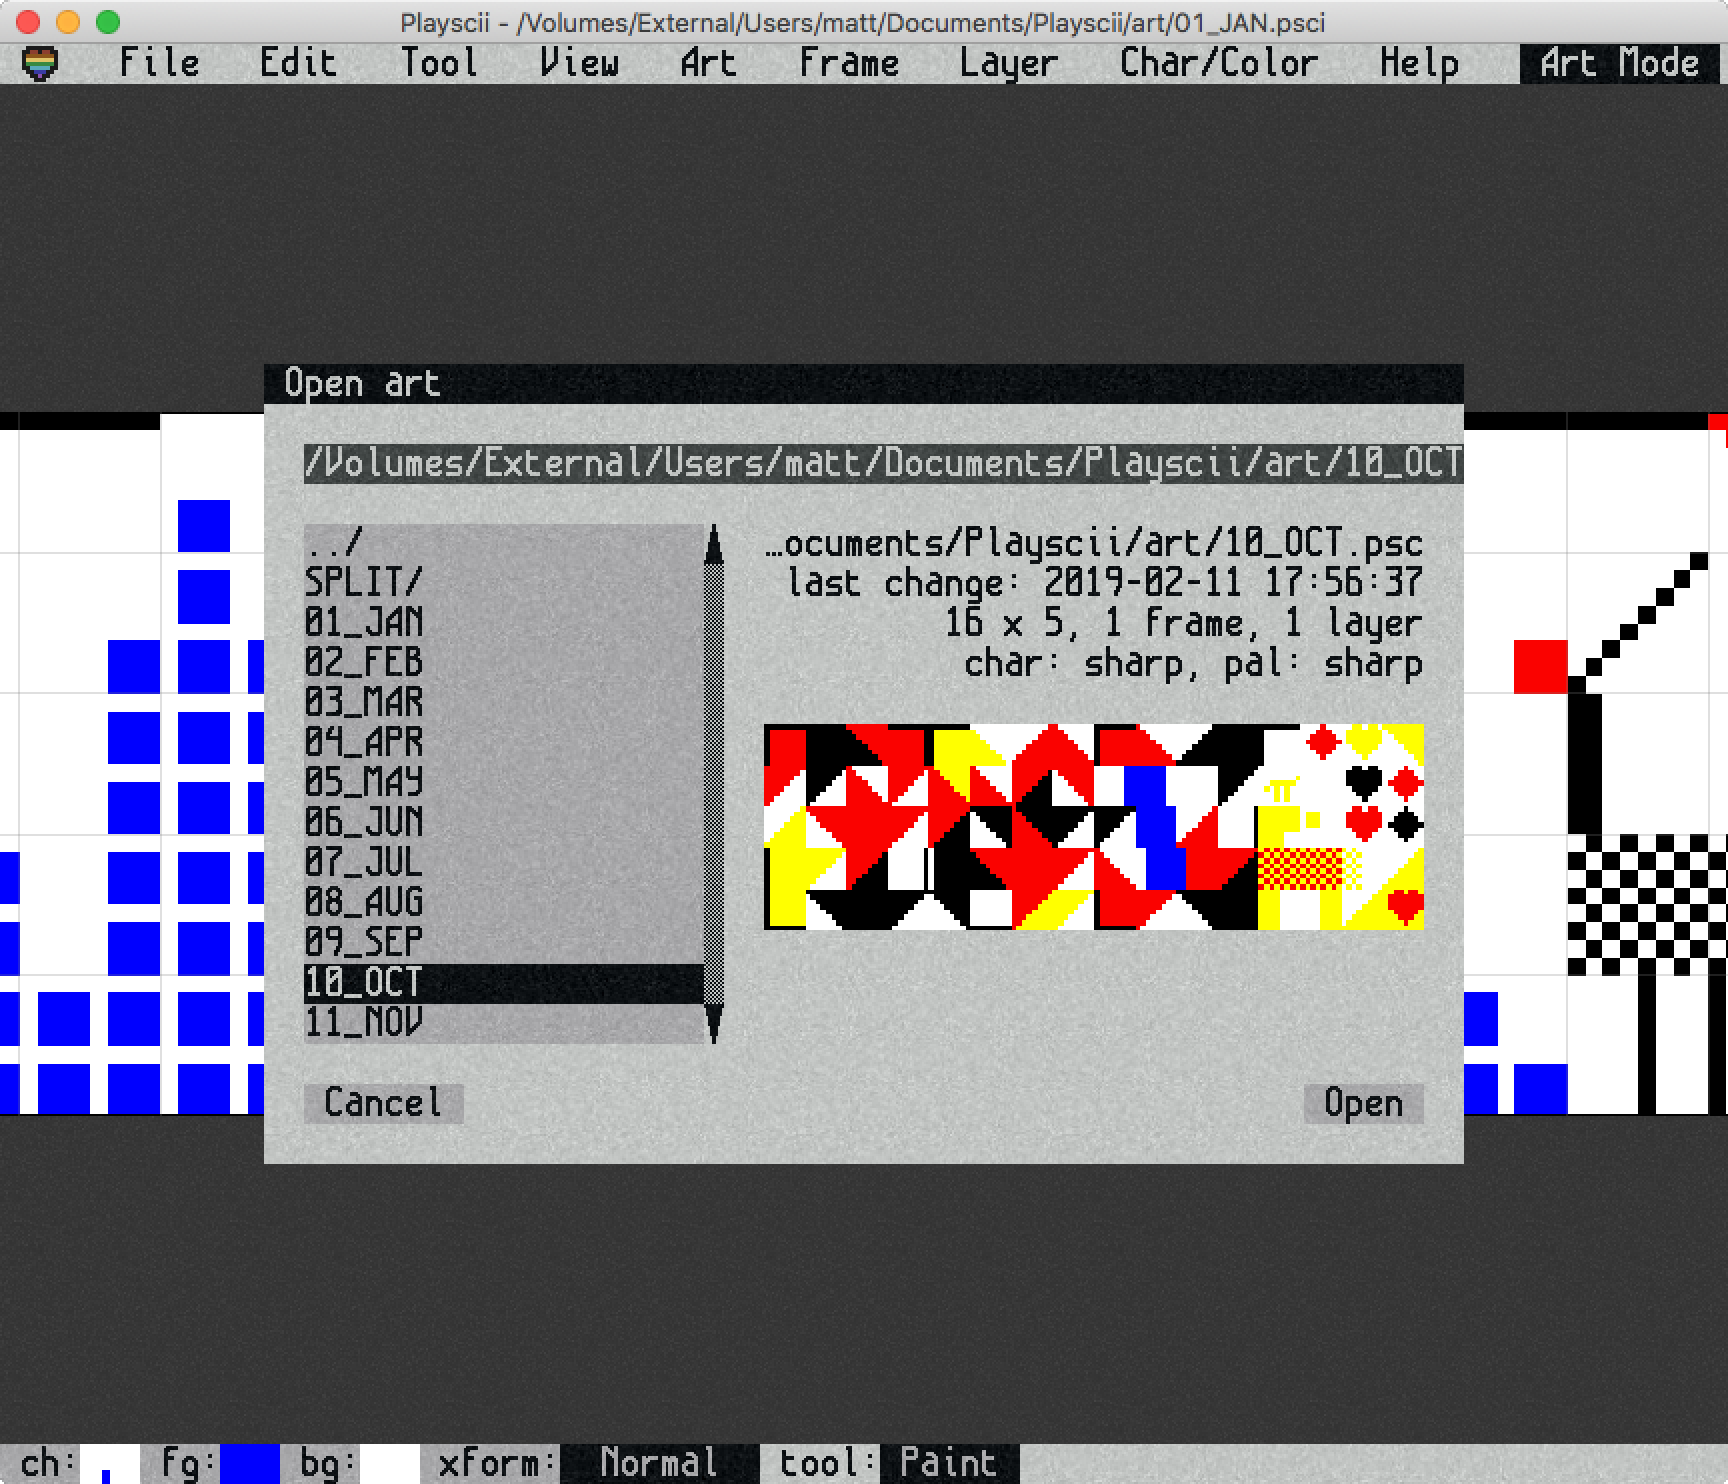 Playscii - /Volumes/External/Users/matt/Documents/Playscii/art/01_JAN.psci
File Edit Tool View Art Frame Layer Char/Color Help Art Mode
Open art
/Volumes/External/Users/matt/Documents/Playscii/art/10_OCT
../
SPLIT/
01_JAN
02_FEB
03_MAR
04_APR
05_MAY
06_JUN
07_JUL
08_AUG
09_SEP
10_OCT
11_NOV
…ocuments/Playscii/art/10_OCT.psc
last change: 2019-02-11 17:56:37
16 x 5, 1 frame, 1 layer
char: sharp, pal: sharp
Cancel
Open
ch: fg: bg: xform: Normal tool: Paint